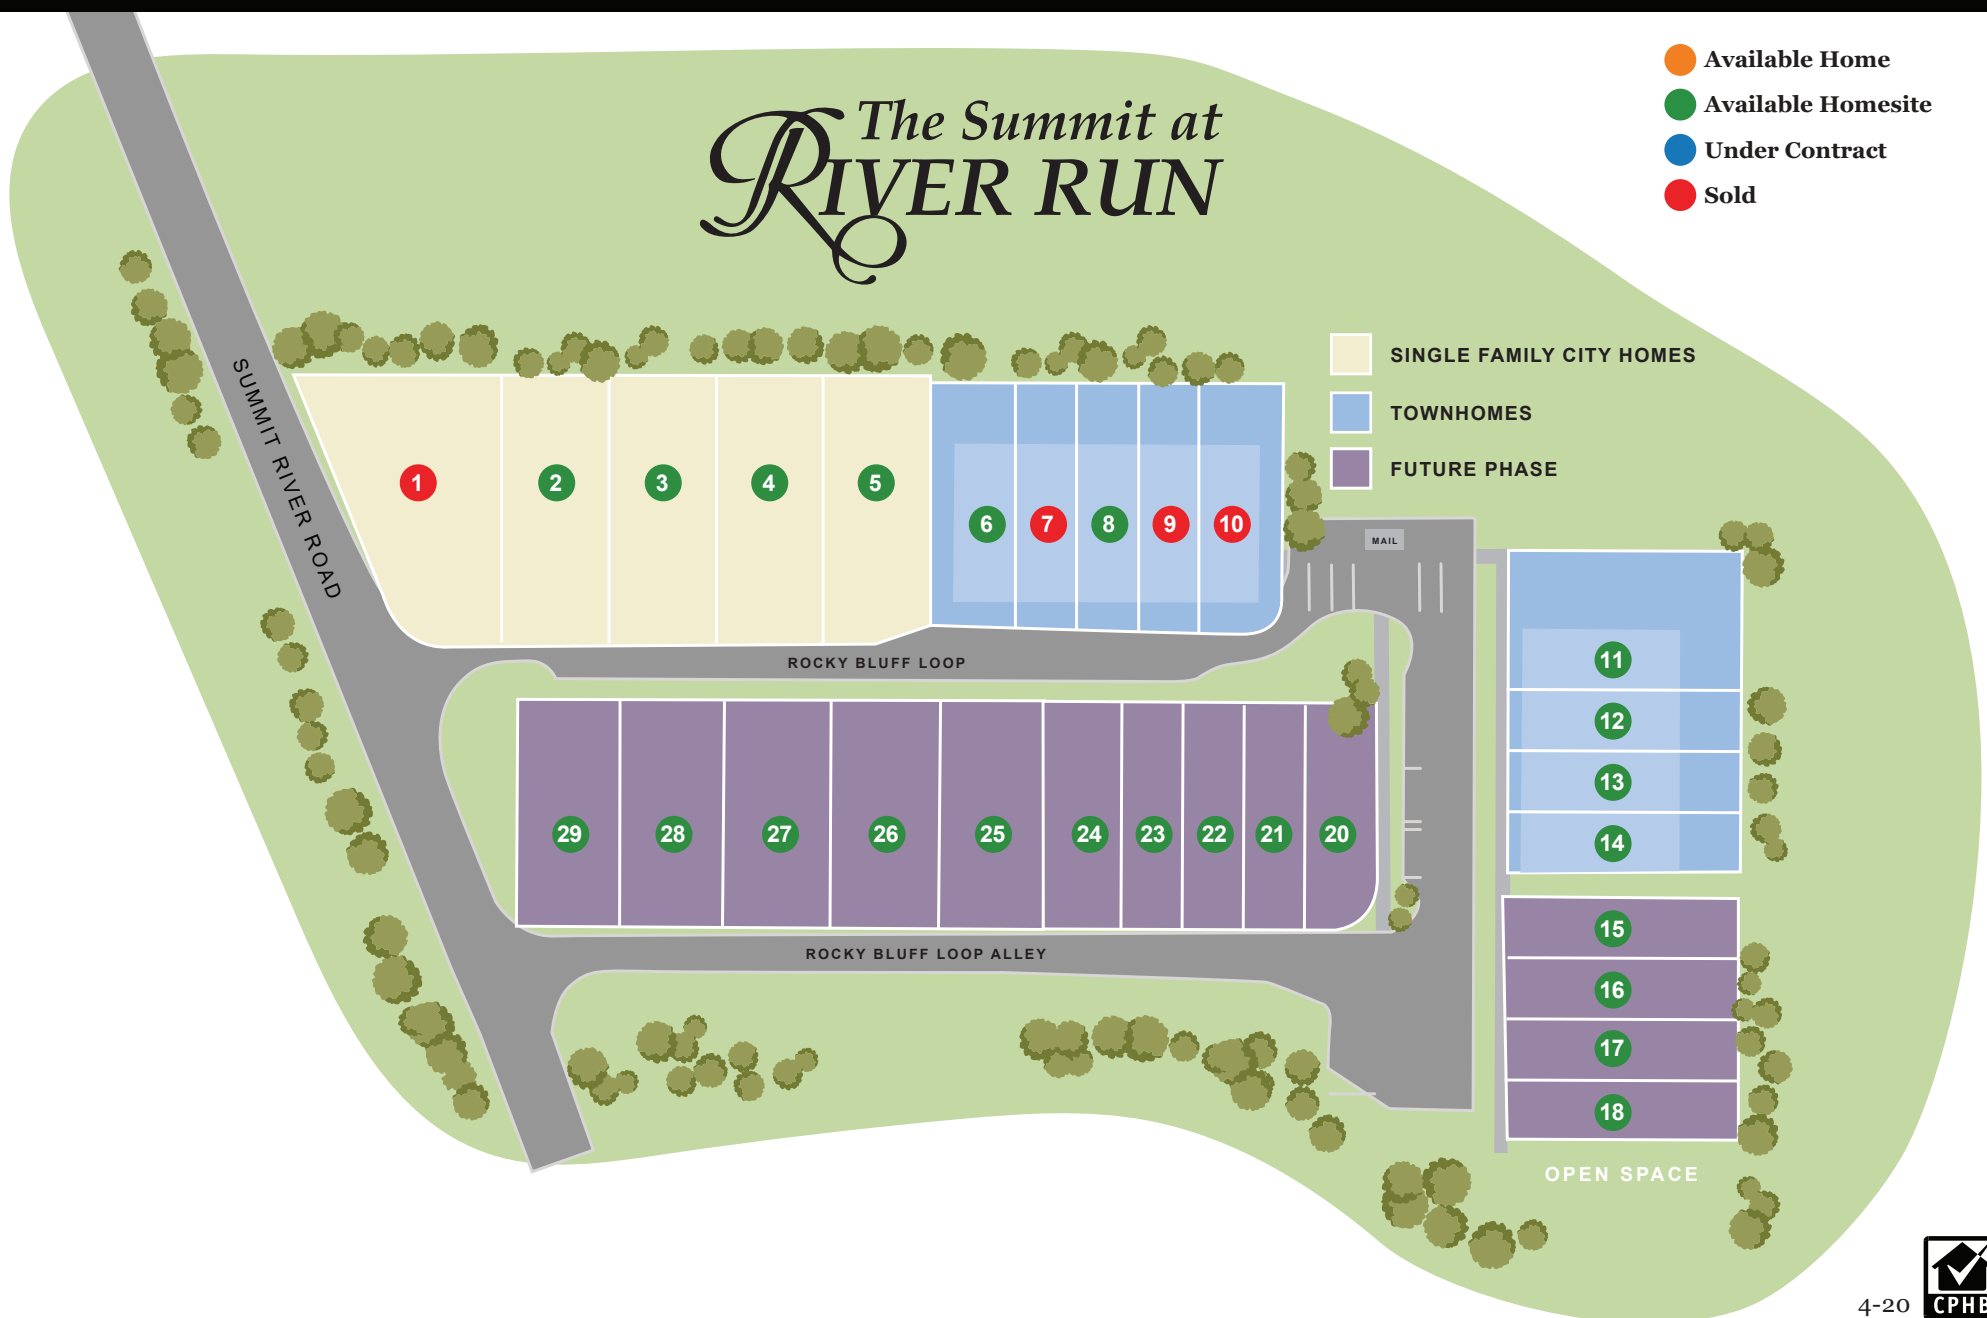 The Summit at
RIVER RUN
Available Home
Available Homesite
Under Contract
Sold
SINGLE FAMILY CITY HOMES
TOWNHOMES
FUTURE PHASE
SUMMIT RIVER ROAD
1
2
3
4
5
6
7
8
9
10
MAIL
ROCKY BLUFF LOOP
11
12
13
14
29
28
27
26
25
24
23
22
21
20
ROCKY BLUFF LOOP ALLEY
15
16
17
18
OPEN SPACE
4-20
CPHB